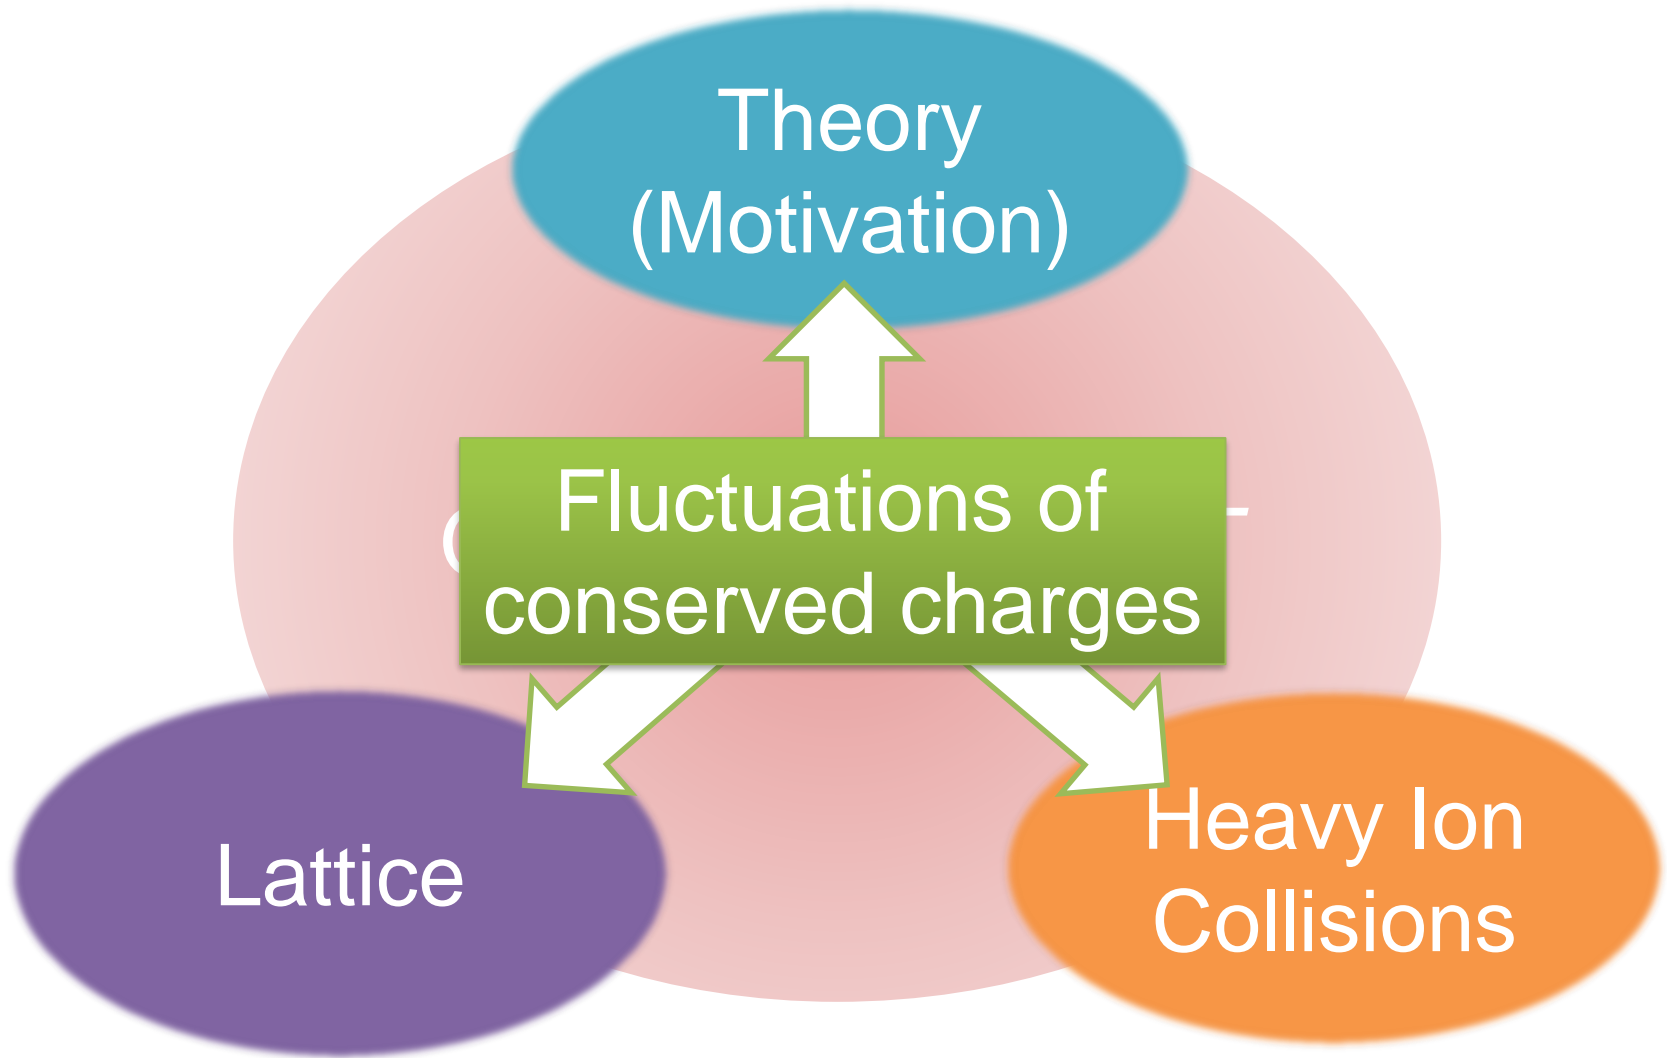 Theory
(Motivation)
Fluctuations of
conserved charges
Lattice
Heavy Ion
Collisions